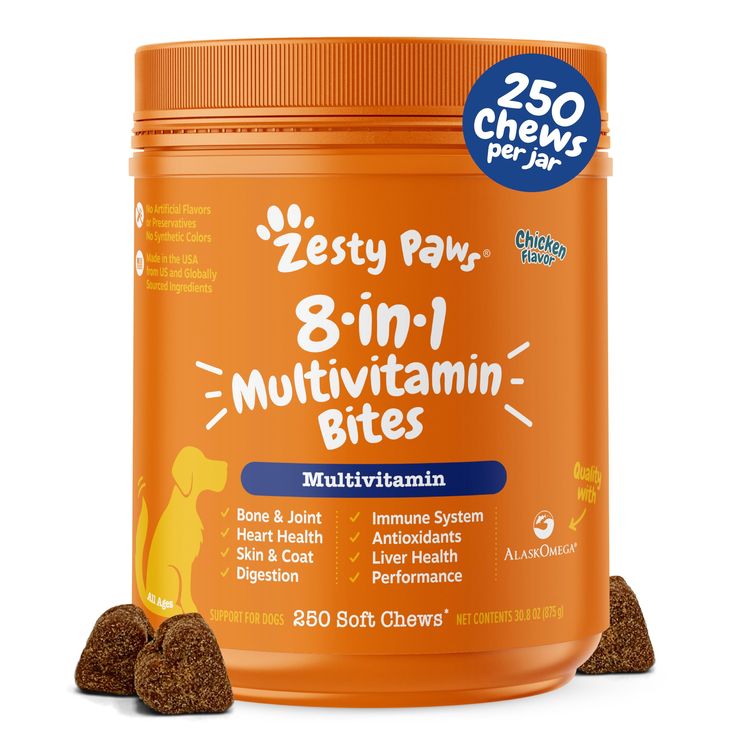 250
Chews
per jar
No Artificial Flavors
or Preservatives
No Synthetic Colors
Made in the USA
from US and Globally
Sourced Ingredients
Zesty Paws®
Chicken
Flavor
8-in-1
Multivitamin
Bites
Multivitamin
✓ Bone & Joint
✓ Heart Health
✓ Skin & Coat
✓ Digestion
✓ Immune System
✓ Antioxidants
✓ Liver Health
✓ Performance
Quality
with
ALASKOMEGA®
All Ages
SUPPORT FOR DOGS 250 Soft Chews* NET CONTENTS 30.8 OZ (875g)